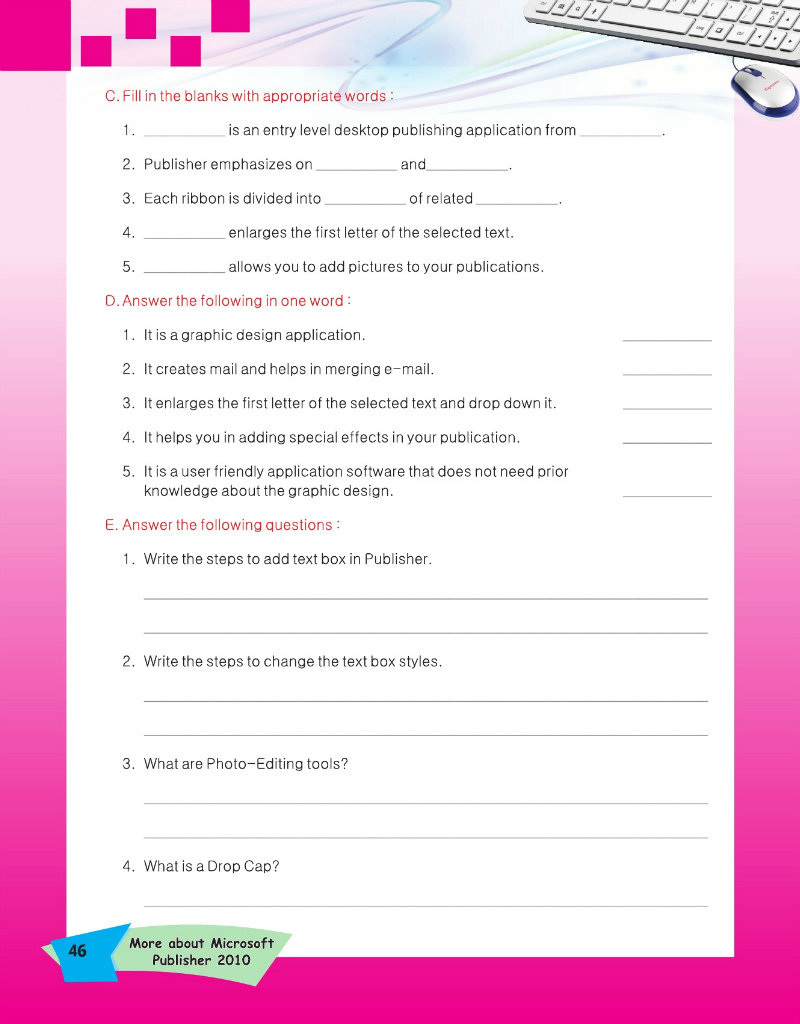 C. Fill in the blanks with appropriate words :
1. __________ is an entry level desktop publishing application from __________.
2. Publisher emphasizes on __________ and__________.
3. Each ribbon is divided into __________ of related __________.
4. __________ enlarges the first letter of the selected text.
5. __________ allows you to add pictures to your publications.
D. Answer the following in one word :
1. It is a graphic design application. ___________
2. It creates mail and helps in merging e-mail. ___________
3. It enlarges the first letter of the selected text and drop down it. ___________
4. It helps you in adding special effects in your publication. ___________
5. It is a user friendly application software that does not need prior
knowledge about the graphic design. ___________
E. Answer the following questions :
1. Write the steps to add text box in Publisher.
2. Write the steps to change the text box styles.
3. What are Photo-Editing tools?
4. What is a Drop Cap?
46
More about Microsoft
Publisher 2010